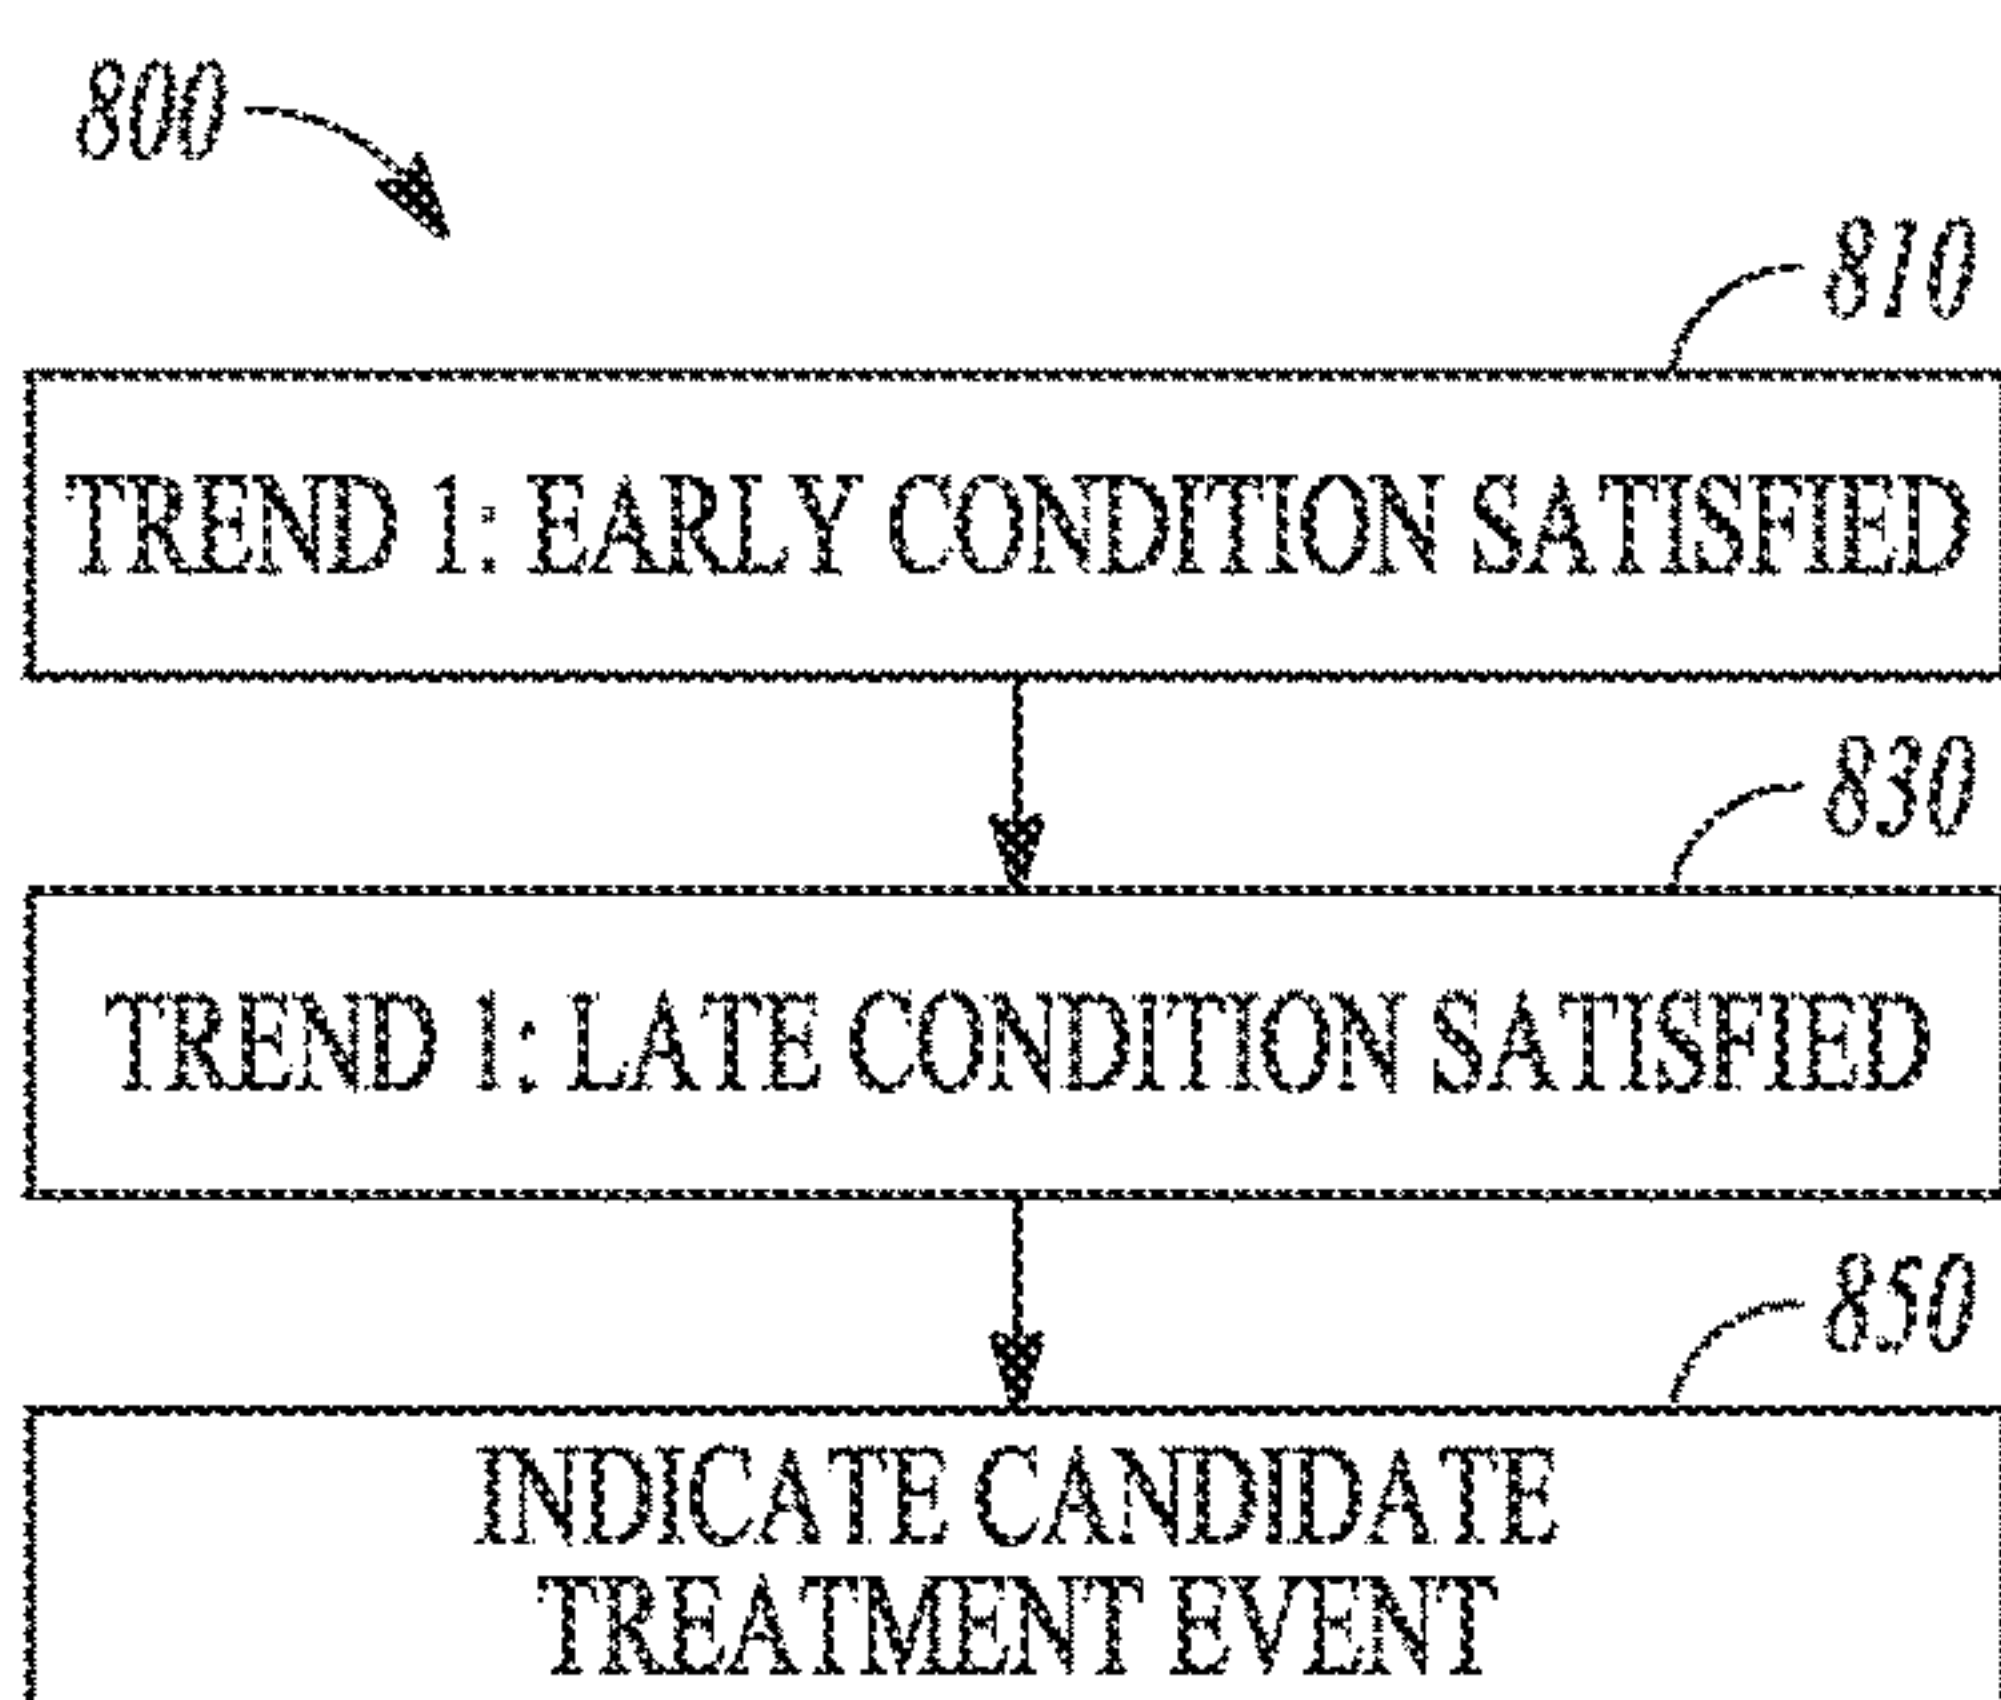 800
810
TREND 1: EARLY CONDITION SATISFIED
830
TREND 1: LATE CONDITION SATISFIED
850
INDICATE CANDIDATE
TREATMENT EVENT